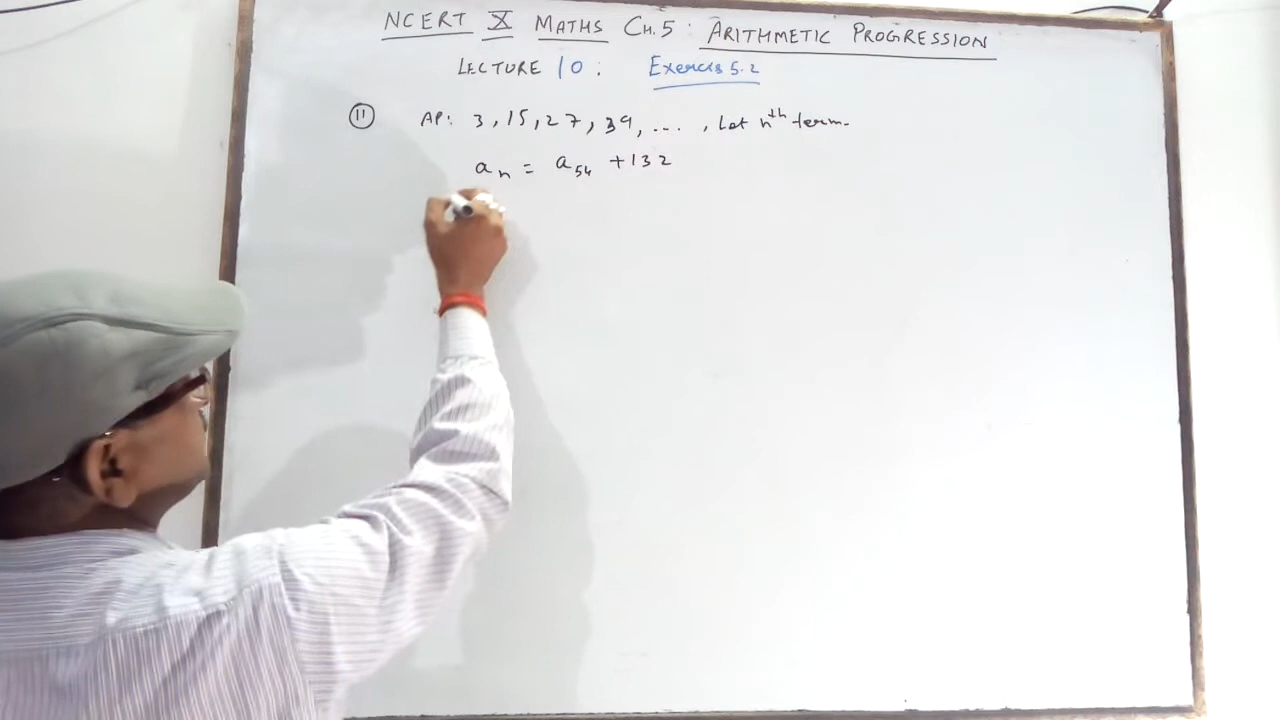 NCERT X MATHS CH.5: ARITHMETIC PROGRESSION
LECTURE 10: Exercis 5.2
(11) AP: 3, 15, 27, 39, ... , Let nth term.
an = a54 + 132